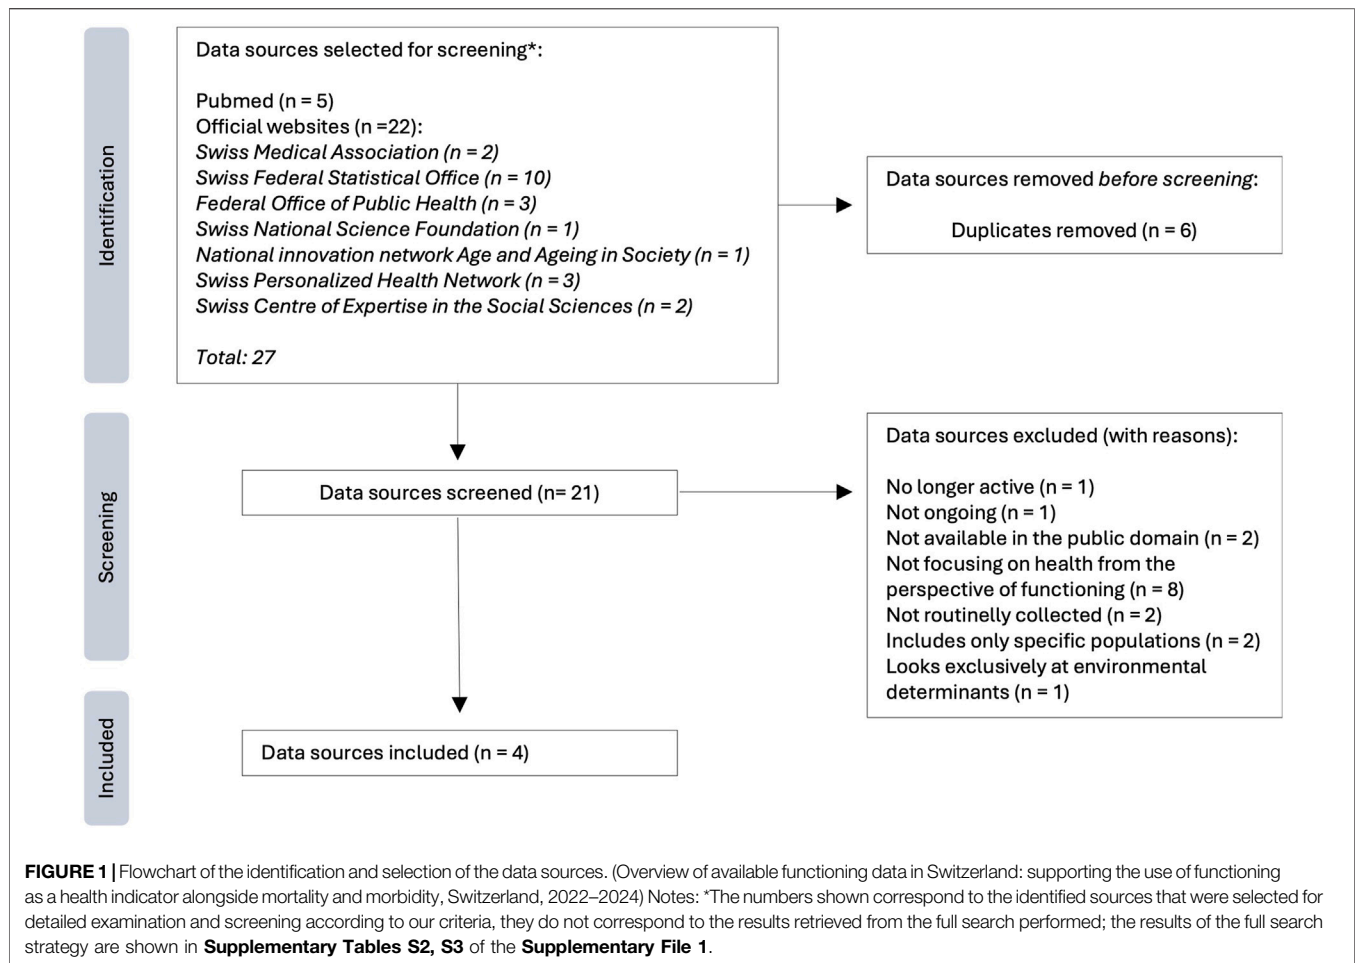 Identification
Data sources selected for screening*:
Pubmed (n = 5)
Official websites (n =22):
Swiss Medical Association (n = 2)
Swiss Federal Statistical Office (n = 10)
Federal Office of Public Health (n = 3)
Swiss National Science Foundation (n = 1)
National innovation network Age and Ageing in Society (n = 1)
Swiss Personalized Health Network (n = 3)
Swiss Centre of Expertise in the Social Sciences (n = 2)
Total: 27
Data sources removed before screening:
Duplicates removed (n = 6)
Screening
Data sources screened (n= 21)
Data sources excluded (with reasons):
No longer active (n = 1)
Not ongoing (n = 1)
Not available in the public domain (n = 2)
Not focusing on health from the
perspective of functioning (n = 8)
Not routinelly collected (n = 2)
Includes only specific populations (n = 2)
Looks exclusively at environmental
determinants (n = 1)
Included
Data sources included (n = 4)
FIGURE 1 | Flowchart of the identification and selection of the data sources. (Overview of available functioning data in Switzerland: supporting the use of functioning
as a health indicator alongside mortality and morbidity, Switzerland, 2022–2024) Notes: *The numbers shown correspond to the identified sources that were selected for
detailed examination and screening according to our criteria, they do not correspond to the results retrieved from the full search performed; the results of the full search
strategy are shown in Supplementary Tables S2, S3 of the Supplementary File 1.